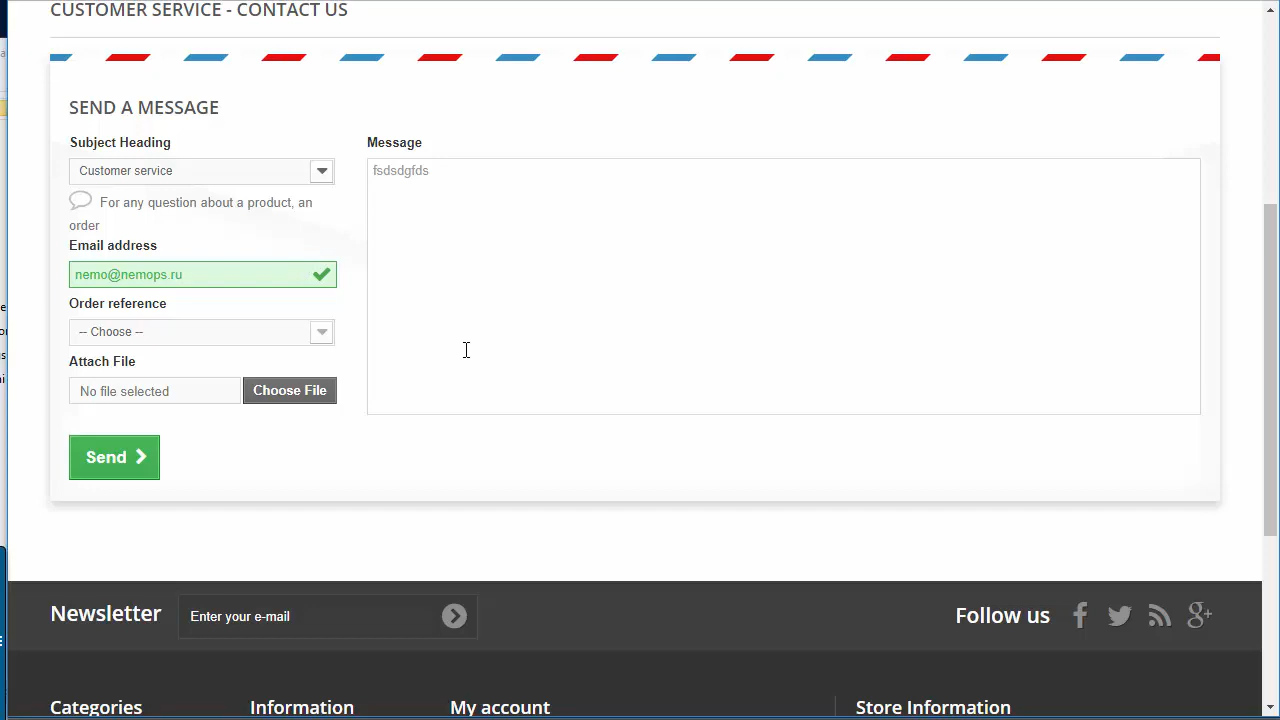 CUSTOMER SERVICE - CONTACT US
SEND A MESSAGE
Subject Heading
Message
Customer service
fsdsdgfds
For any question about a product, an
order
Email address
nemo@nemops.ru
Order reference
-- Choose --
Attach File
No file selected
Choose File
Send
Newsletter
Enter your e-mail
Follow us
Categories
Information
My account
Store Information